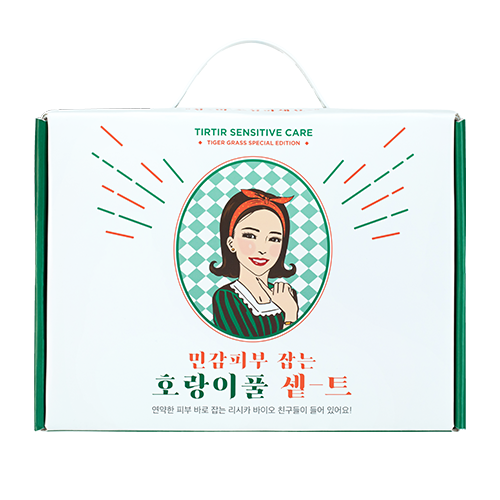 TIRTIR SENSITIVE CARE
TIGER GRASS SPECIAL EDITION
민감피부 잡는
호랑이풀 셑-트
연약한 피부 바로 잡는 리시카 바이오 친구들이 들어 있어요!